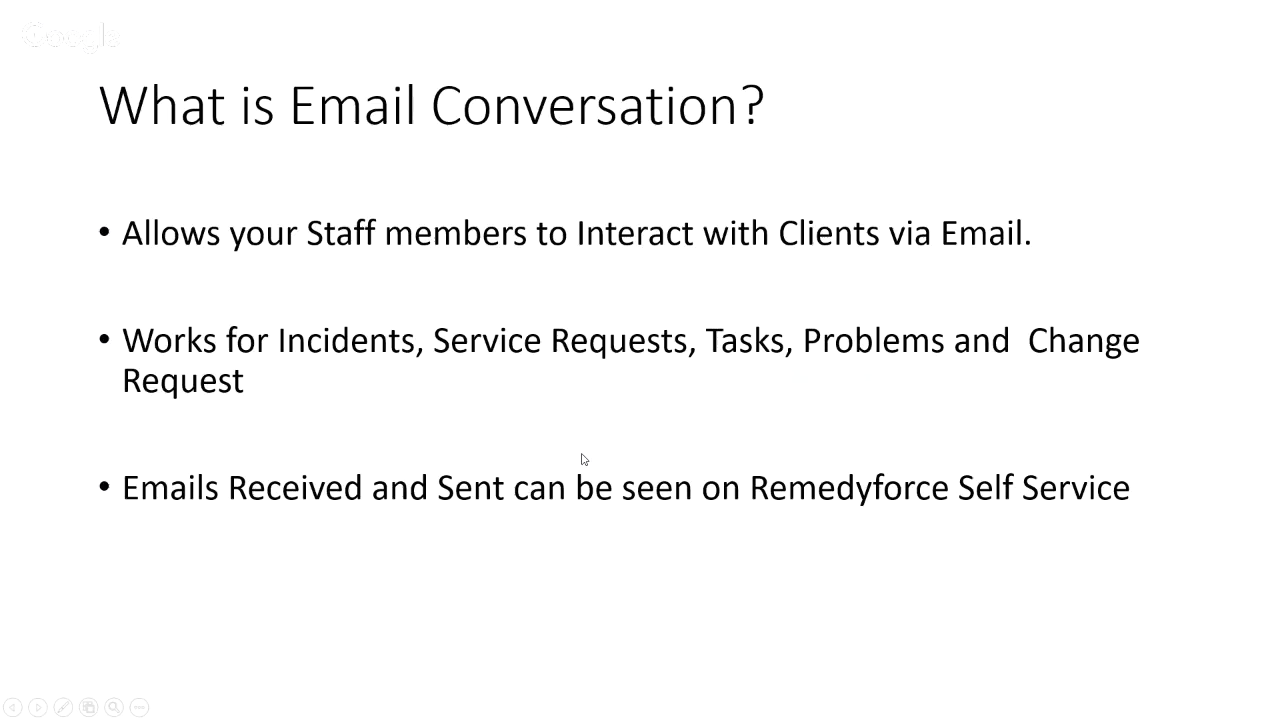 Google
What is Email Conversation?
• Allows your Staff members to Interact with Clients via Email.
• Works for Incidents, Service Requests, Tasks, Problems and  Change
Request
• Emails Received and Sent can be seen on Remedyforce Self Service